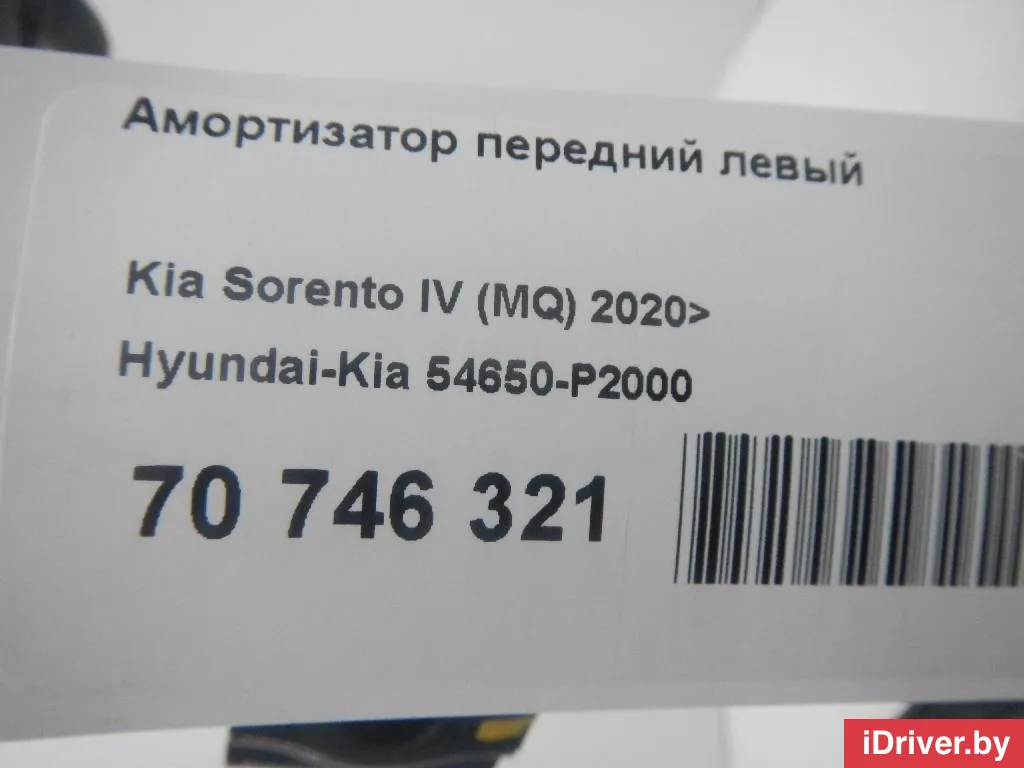 Амортизатор передний левый
Kia Sorento IV (MQ) 2020>
Hyundai-Kia 54650-P2000
70 746 321
iDriver.by